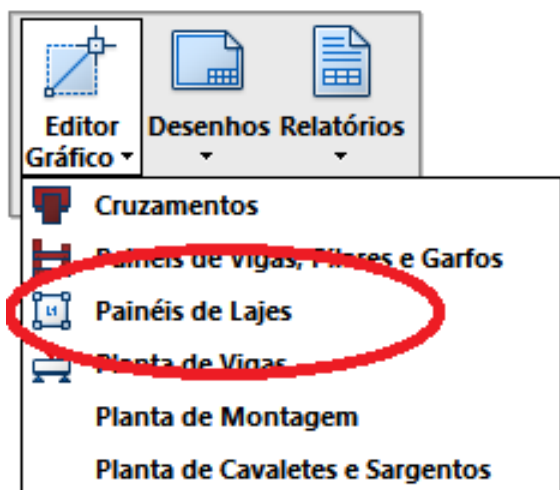 Editor Gráfico
Desenhos
Relatórios
Cruzamentos
Painéis de Vigas, Pilares e Garfos
L1
Painéis de Lajes
Planta de Vigas
Planta de Montagem
Planta de Cavaletes e Sargentos